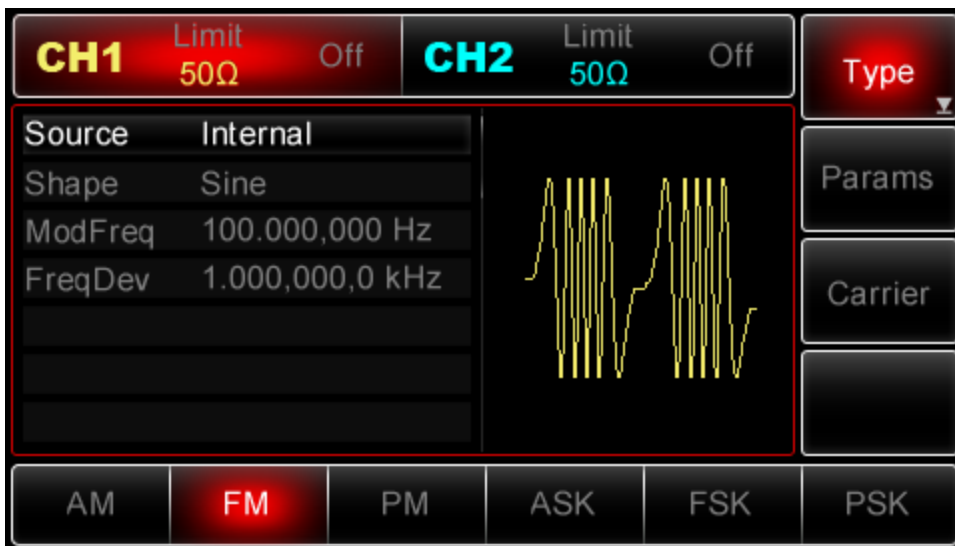 CH1 Limit 50Ω Off
CH2 Limit 50Ω Off
Type
Source Internal
Shape Sine
ModFreq 100.000,000 Hz
FreqDev 1.000,000,0 kHz
Params
Carrier
AM FM PM ASK FSK PSK